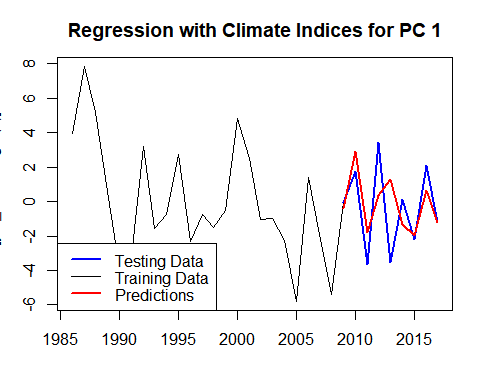 Regression with Climate Indices for PC 1
8
6
4
2
0
-2
-4
-6
Testing Data
Training Data
Predictions
1985 1990 1995 2000 2005 2010 2015